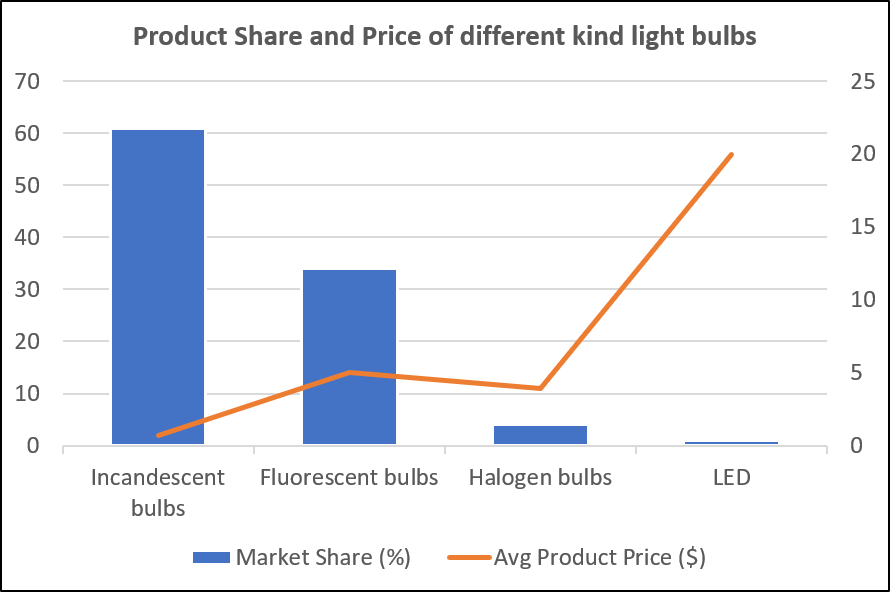 Product Share and Price of different kind light bulbs
70
60
50
40
30
20
10
0
25
20
15
10
5
0
Incandescent
bulbs
Fluorescent bulbs
Halogen bulbs
LED
Market Share (%)
Avg Product Price ($)